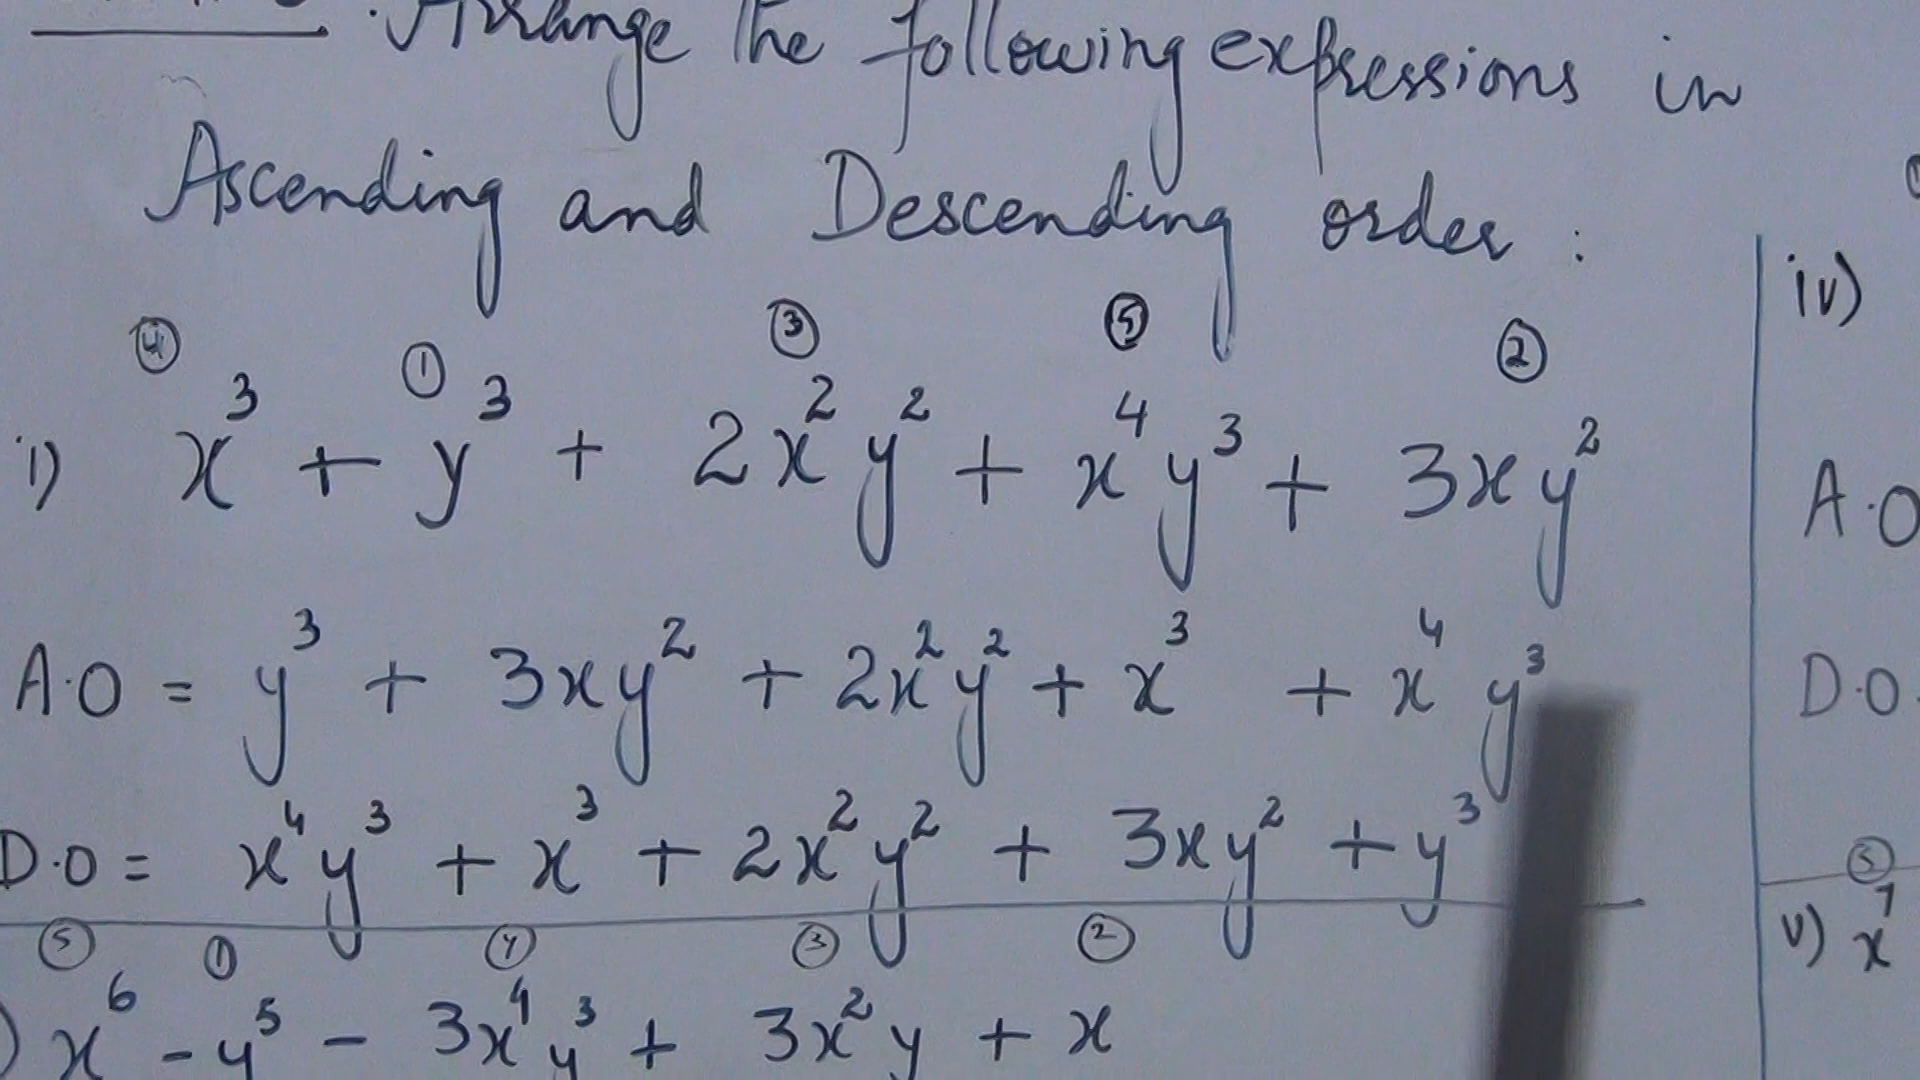 Arrange the following expressions in
Ascending and Descending order :
④ ① ③ ⑤ ②
i) x³ + y³ + 2x²y² + x⁴y³ + 3xy²
A.O = y³ + 3xy² + 2x²y² + x³ + x⁴y³
D.O = x⁴y³ + x³ + 2x²y² + 3xy² + y³
⑤ ① ④ ③ ②
) x⁶ - y⁵ - 3x⁴y³ + 3x²y + x
iv)
A.O
D.O
⑤
v) x⁷